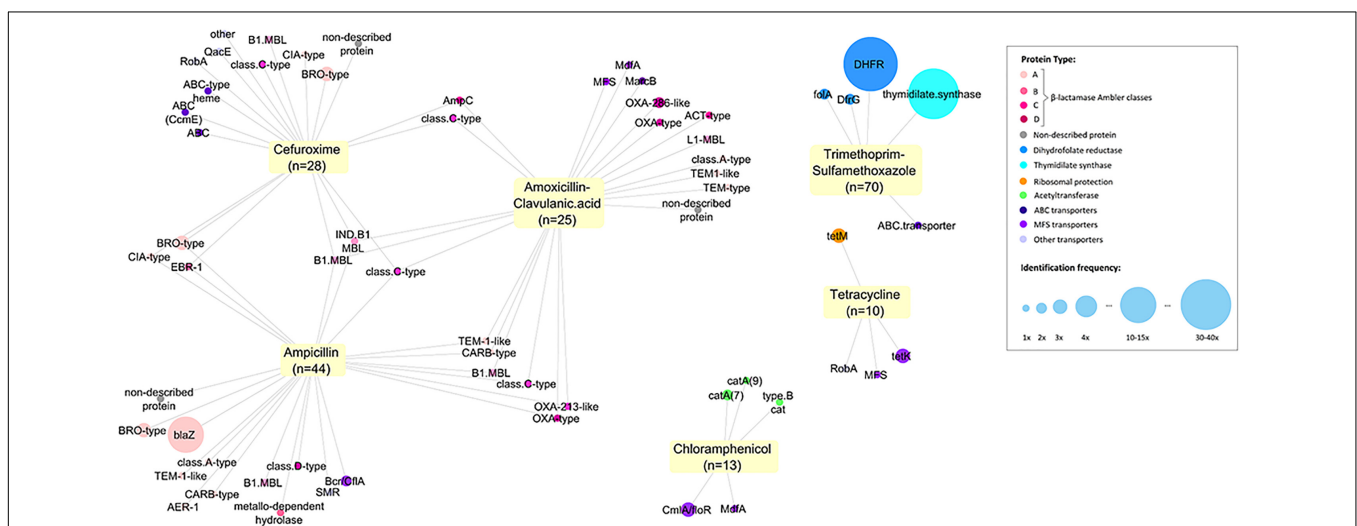 other
QacE
B1.MBL
CIA-type
non-described
protein
RobA
class.C-type
BRO-type
ABC-type
heme
ABC
(CcmE)
ABC
Cefuroxime
(n=28)
AmpC
class.C-type
MdfA
MFS
MarcB
OXA-286-like
OXA-type
ACT-type
L1-MBL
class.A-type
TEM1-like
TEM-type
non-described
protein
Amoxicillin-
Clavulanic.acid
(n=25)
BRO-type
CIA-type
EBR-1
IND.B1
MBL
B1.MBL
class.C-type
Ampicillin
(n=44)
TEM-1-like
CARB-type
B1.MBL
class.C-type
OXA-213-like
OXA-type
non-described
protein
BRO-type
blaZ
class.A-type
TEM-1-like
CARB-type
AER-1
B1.MBL
class.D-type
metallo-dependent
hydrolase
Bcr/CflA
SMR
DHFR
folA
DfrG
thymidilate.synthase
Trimethoprim-
Sulfamethoxazole
(n=70)
ABC.transporter
tetM
Tetracycline
(n=10)
RobA
MFS
tetK
catA(9)
catA(7)
type.B
cat
Chloramphenicol
(n=13)
CmlA/floR
MdfA
Protein Type:
A
B
C
D
β-lactamase Ambler classes
Non-described protein
Dihydrofolate reductase
Thymidilate synthase
Ribosomal protection
Acetyltransferase
ABC transporters
MFS transporters
Other transporters
Identification frequency:
... ...
1x 2x 3x 4x 10-15x 30-40x